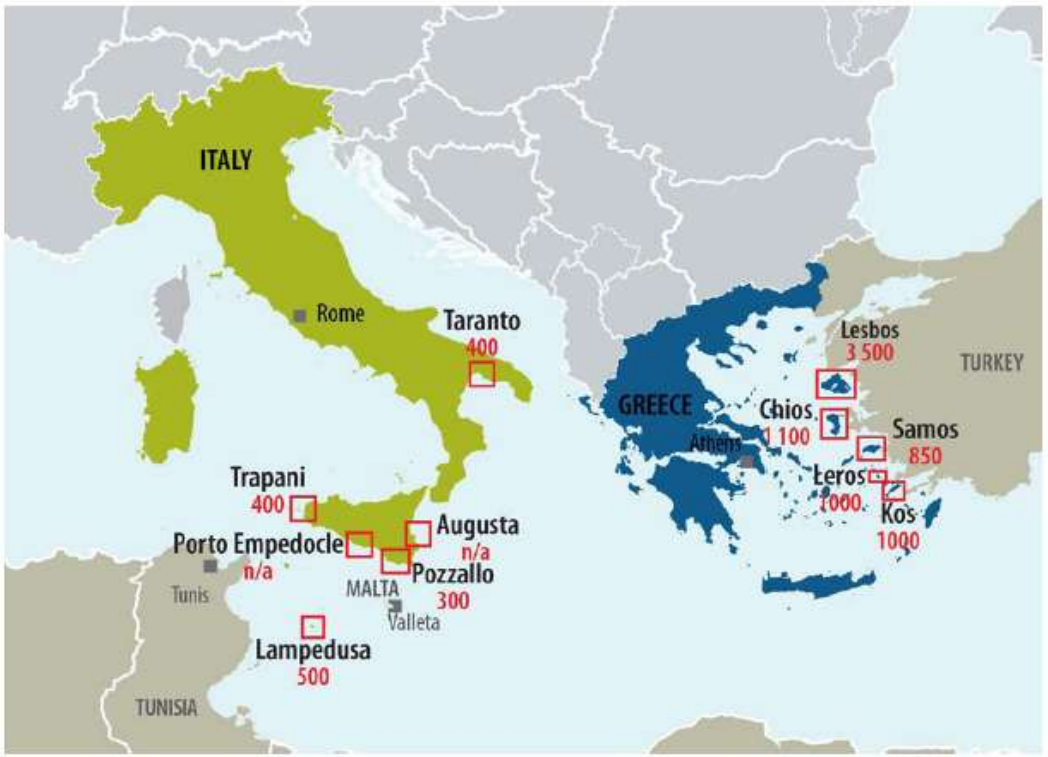 ITALY
Rome
Taranto
400
Lesbos
3 500
TURKEY
GREECE
Chios
1 100
Athens
Samos
850
Leros
1000
Kos
1000
Trapani
400
Augusta
n/a
Porto Empedocle
n/a
Pozzallo
300
MALTA
Valleta
Tunis
Lampedusa
500
TUNISIA